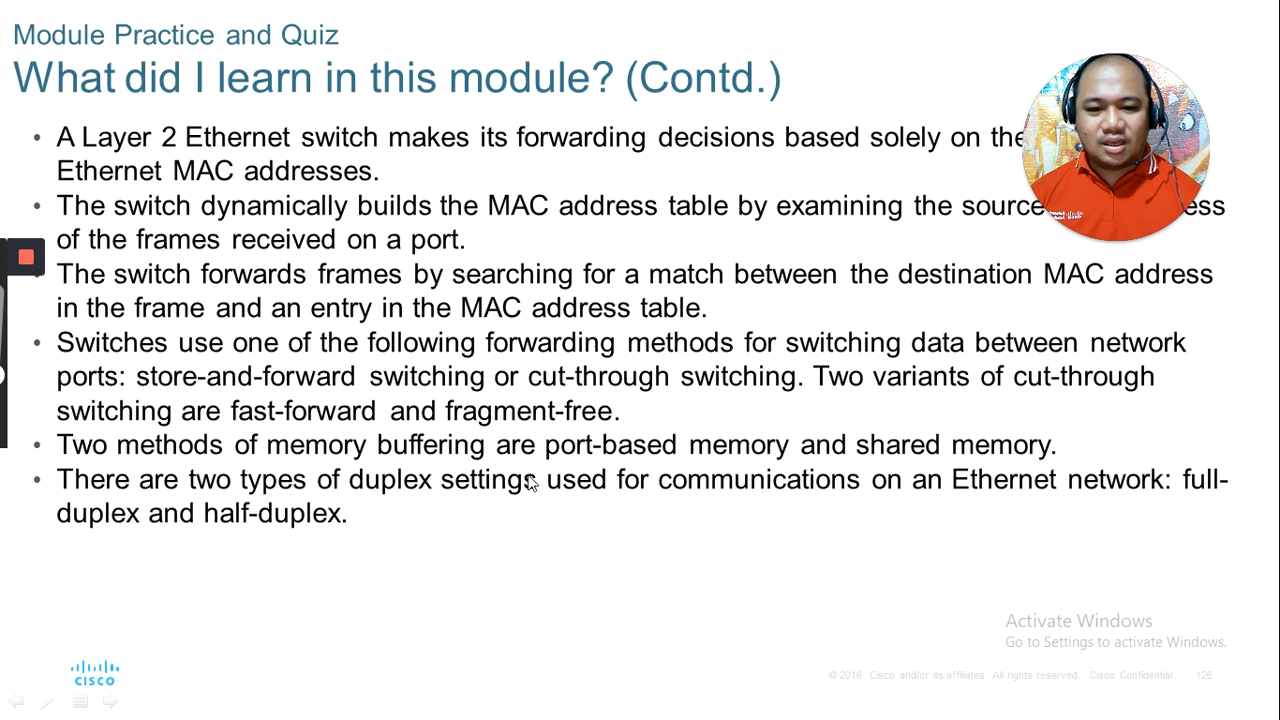 Module Practice and Quiz
What did I learn in this module? (Contd.)
• A Layer 2 Ethernet switch makes its forwarding decisions based solely on the
Ethernet MAC addresses.
• The switch dynamically builds the MAC address table by examining the source ess
of the frames received on a port.
The switch forwards frames by searching for a match between the destination MAC address
in the frame and an entry in the MAC address table.
• Switches use one of the following forwarding methods for switching data between network
ports: store-and-forward switching or cut-through switching. Two variants of cut-through
switching are fast-forward and fragment-free.
• Two methods of memory buffering are port-based memory and shared memory.
• There are two types of duplex settings used for communications on an Ethernet network: full-
duplex and half-duplex.
Activate Windows
Go to Settings to activate Windows.
CISCO
© 2016 Cisco and/or its affiliates. All rights reserved. Cisco Confidential 126